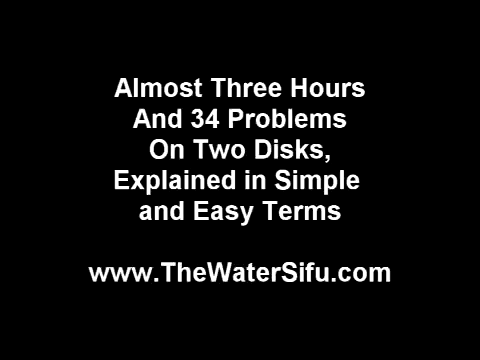 Almost Three Hours
And 34 Problems
On Two Disks,
Explained in Simple
and Easy Terms
www.TheWaterSifu.com